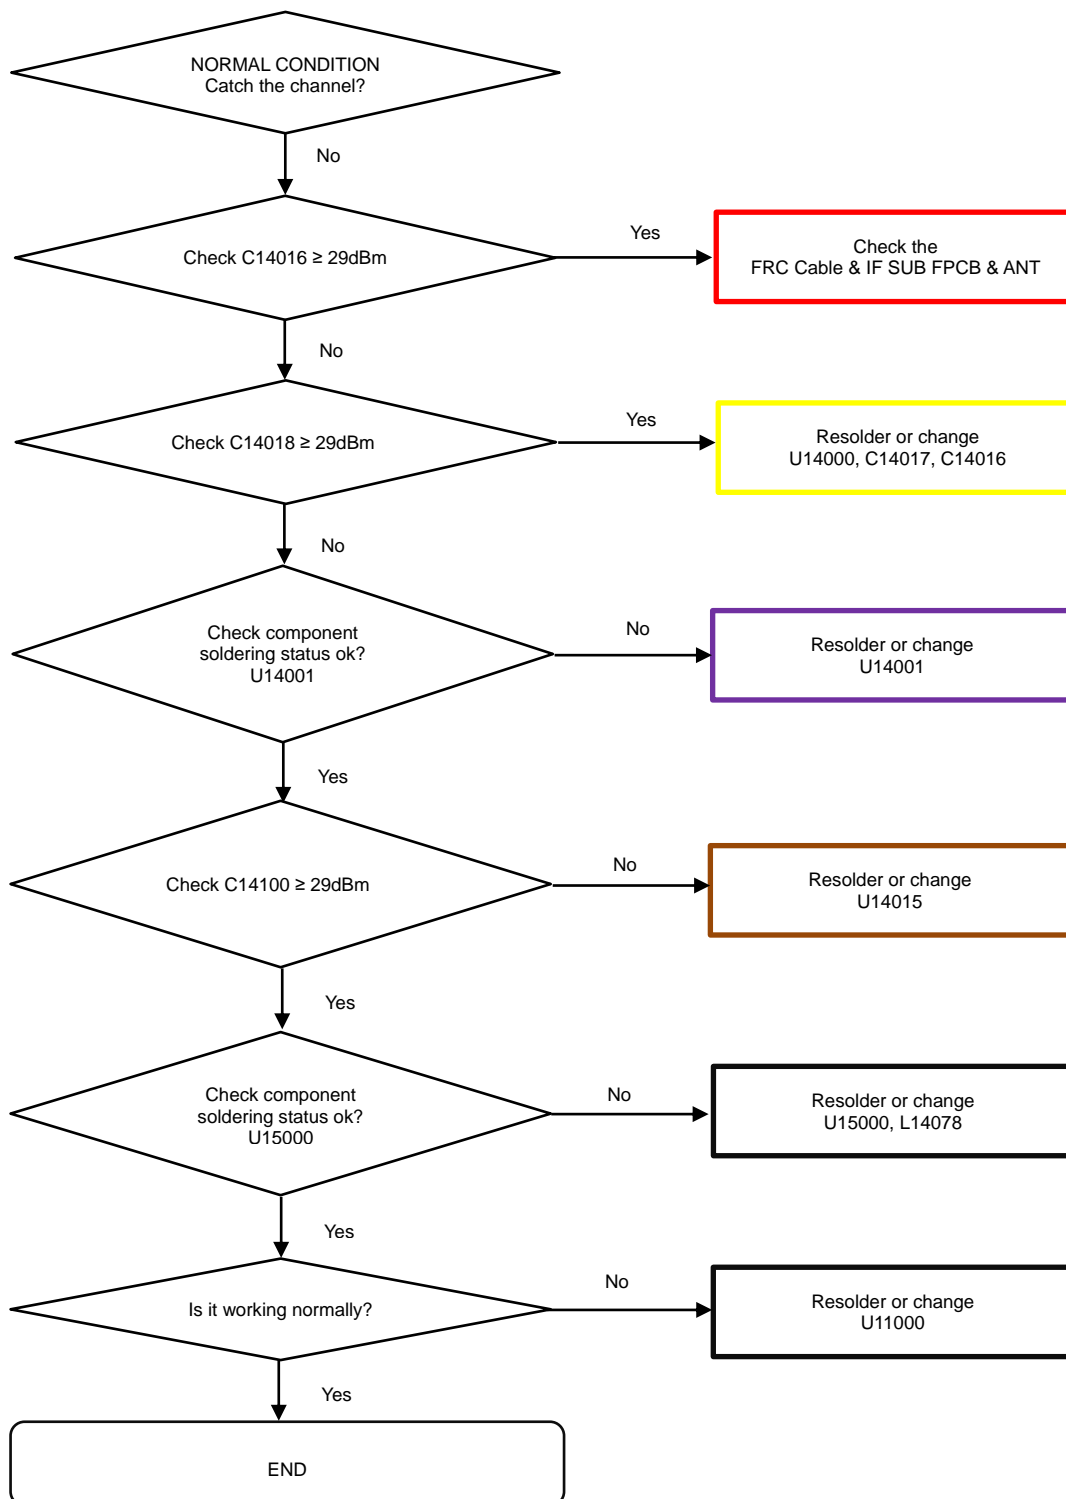 NORMAL CONDITION
Catch the channel?
No
Check C14016 ≥ 29dBm
Yes
Check the
FRC Cable & IF SUB FPCB & ANT
No
Check C14018 ≥ 29dBm
Yes
Resolder or change
U14000, C14017, C14016
No
Check component
soldering status ok?
U14001
No
Resolder or change
U14001
Yes
Check C14100 ≥ 29dBm
No
Resolder or change
U14015
Yes
Check component
soldering status ok?
U15000
No
Resolder or change
U15000, L14078
Yes
Is it working normally?
No
Resolder or change
U11000
Yes
END